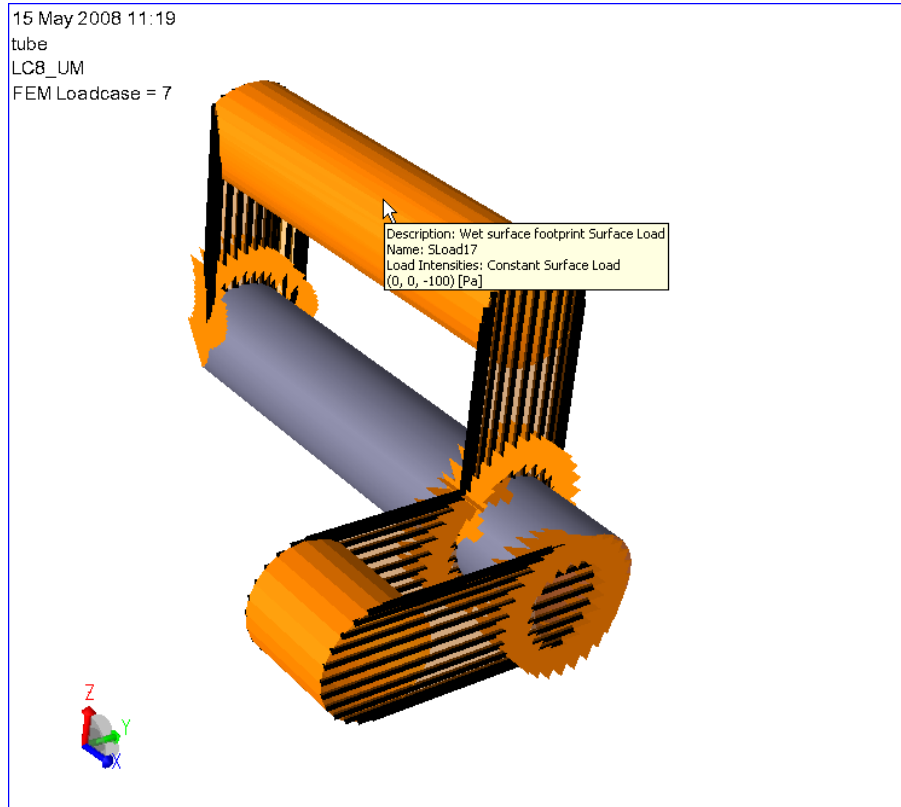 15 May 2008 11:19
tube
LC8_UM
FEM Loadcase = 7
Description: Wet surface footprint Surface Load
Name: SLoad17
Load Intensities: Constant Surface Load
(0, 0, -100) [Pa]
Z
Y
X